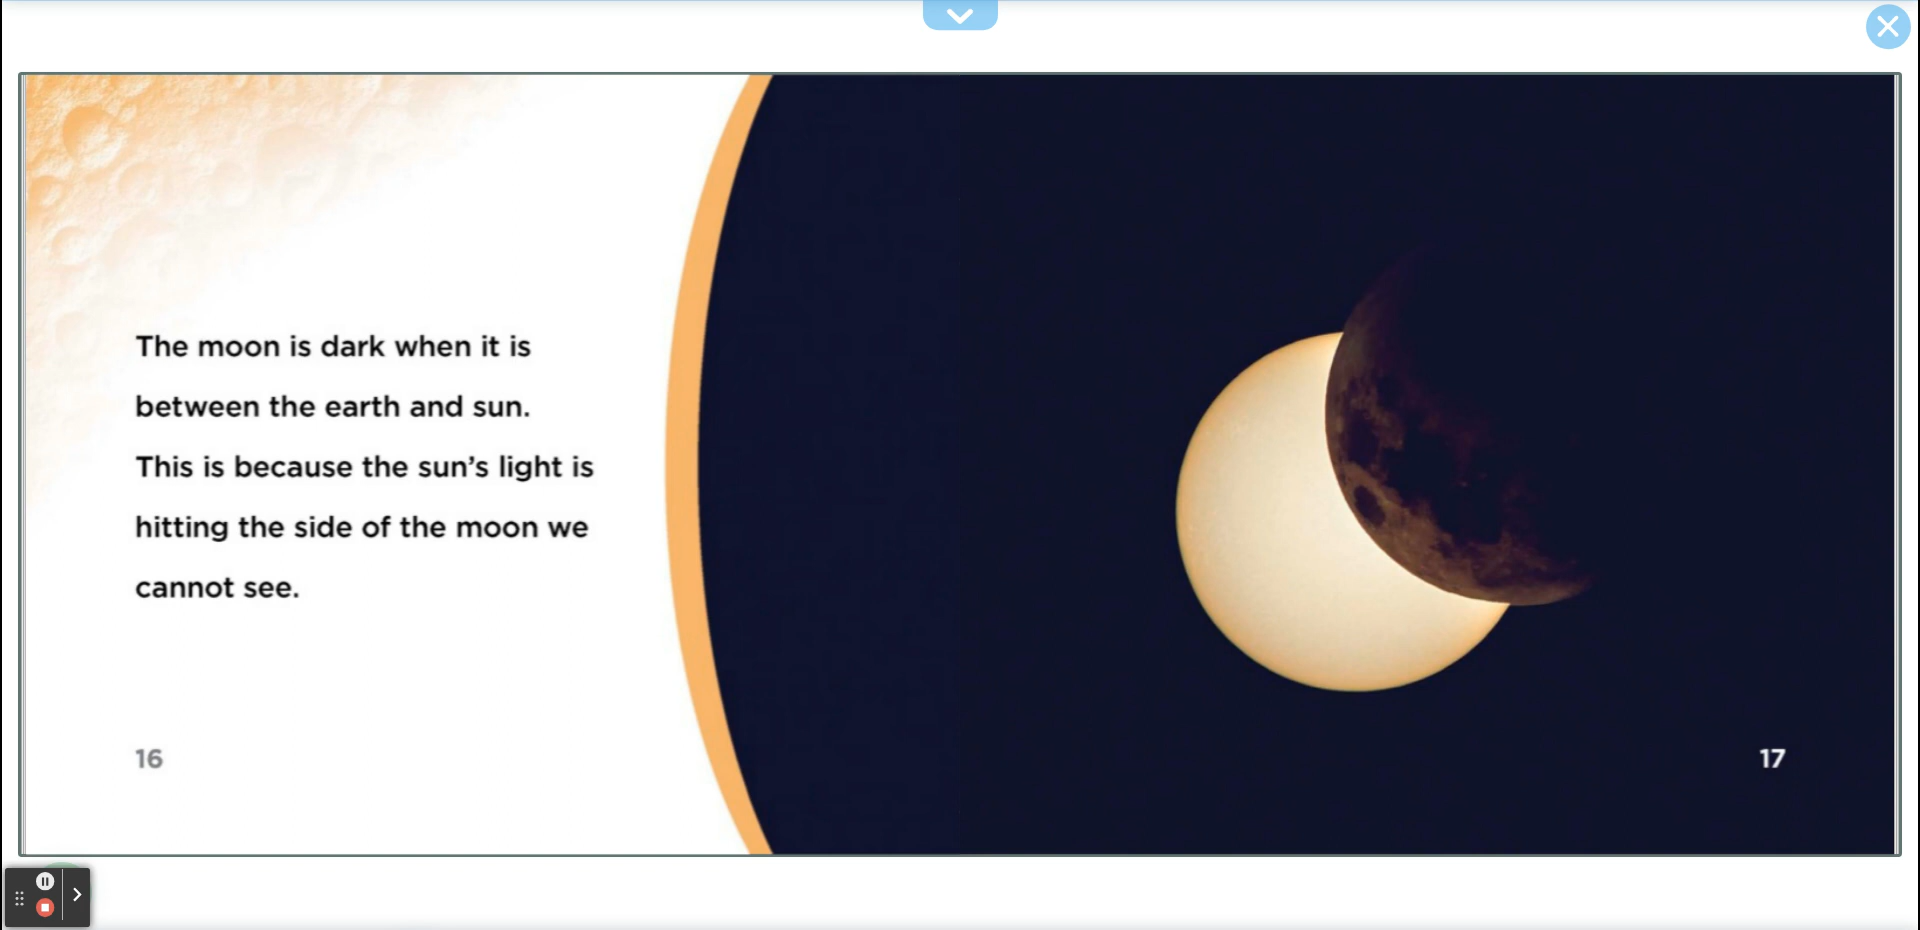 The moon is dark when it is
between the earth and sun.
This is because the sun’s light is
hitting the side of the moon we
cannot see.
16
17